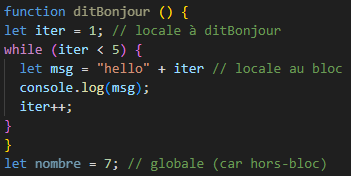 function ditBonjour () {
let iter = 1; // locale à ditBonjour
while (iter < 5) {
  let msg = "hello" + iter // locale au bloc
  console.log(msg);
  iter++;
}
}
let nombre = 7; // globale (car hors-bloc)